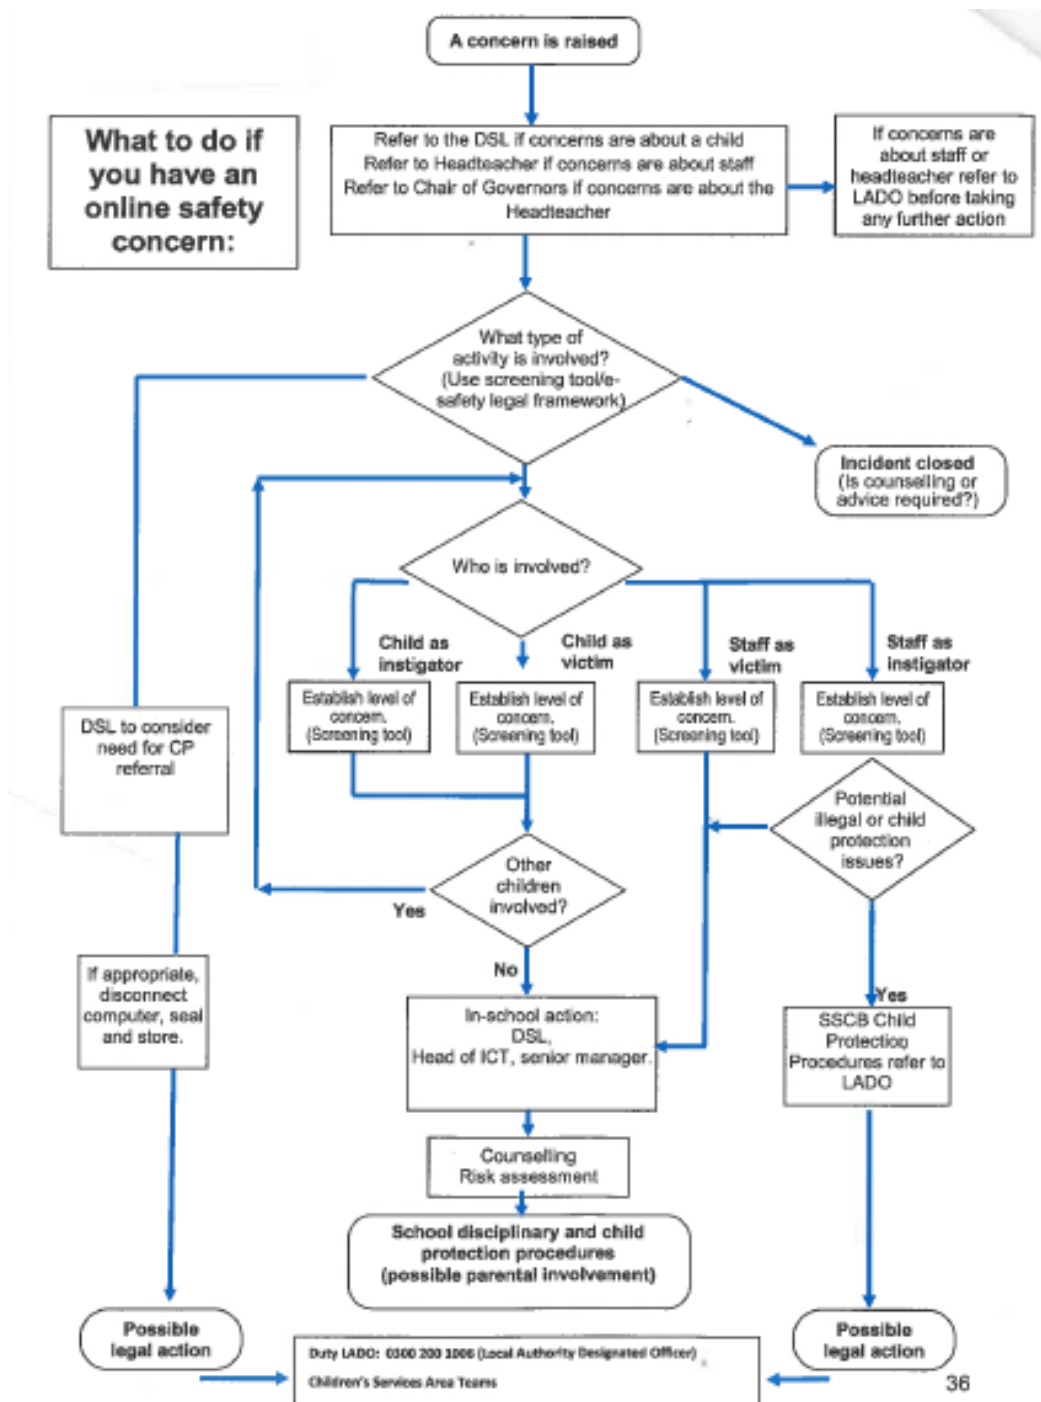 A concern is raised
What to do if
you have an
online safety
concern:
Refer to the DSL if concerns are about a child
Refer to Headteacher if concerns are about staff
Refer to Chair of Governors if concerns are about the
Headteacher
If concerns are
about staff or
headteacher refer to
LADO before taking
any further action
What type of
activity is involved?
(Use screening tool/e-
safety legal framework)
Incident closed
(Is counselling or
advice required?)
Who is involved?
Child as
instigator
Child as
victim
Staff as
victim
Staff as
instigator
Establish level of
concern.
(Screening tool)
Establish level of
concern.
(Screening tool)
Establish level of
concern.
(Screening tool)
Establish level of
concern.
(Screening tool)
DSL to consider
need for CP
referral
Potential
illegal or child
protection
issues?
Other
children
involved?
Yes
No
If appropriate,
disconnect
computer, seal
and store.
In-school action:
DSL,
Head of ICT, senior manager.
Yes
SSCB Child
Protection
Procedures refer to
LADO
Counselling
Risk assessment
School disciplinary and child
protection procedures
(possible parental involvement)
Possible
legal action
Possible
legal action
Duty LADO: 0300 200 1006 (Local Authority Designated Officer)
Children's Services Area Teams
36